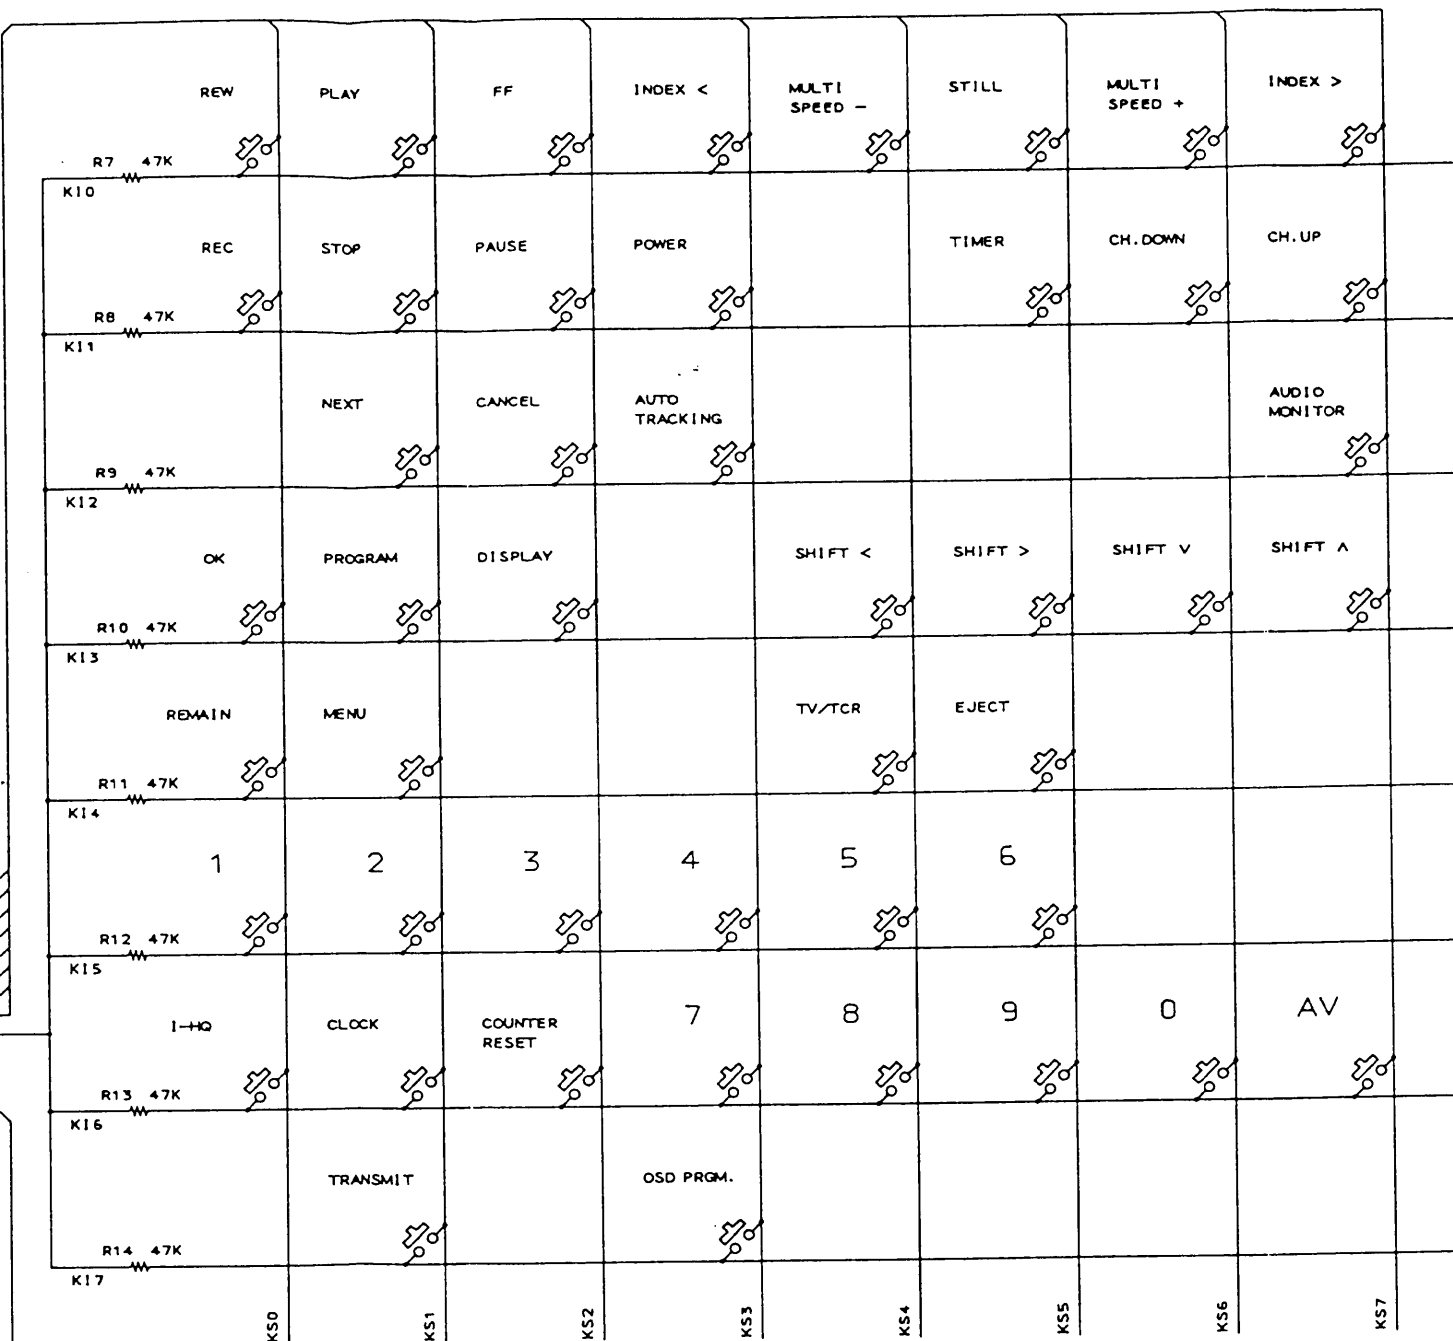 REW
PLAY
FF
INDEX <
MULTI
SPEED −
STILL
MULTI
SPEED +
INDEX >
R7 47K
KI0
REC
STOP
PAUSE
POWER
TIMER
CH.DOWN
CH.UP
R8 47K
KI1
NEXT
CANCEL
AUTO
TRACKING
AUDIO
MONITOR
R9 47K
KI2
OK
PROGRAM
DISPLAY
SHIFT <
SHIFT >
SHIFT V
SHIFT Λ
R10 47K
KI3
REMAIN
MENU
TV/TCR
EJECT
R11 47K
KI4
1
2
3
4
5
6
R12 47K
KI5
I-HQ
CLOCK
COUNTER
RESET
7
8
9
0
AV
R13 47K
KI6
TRANSMIT
OSD PRGM.
R14 47K
KI7
KS0
KS1
KS2
KS3
KS4
KS5
KS6
KS7